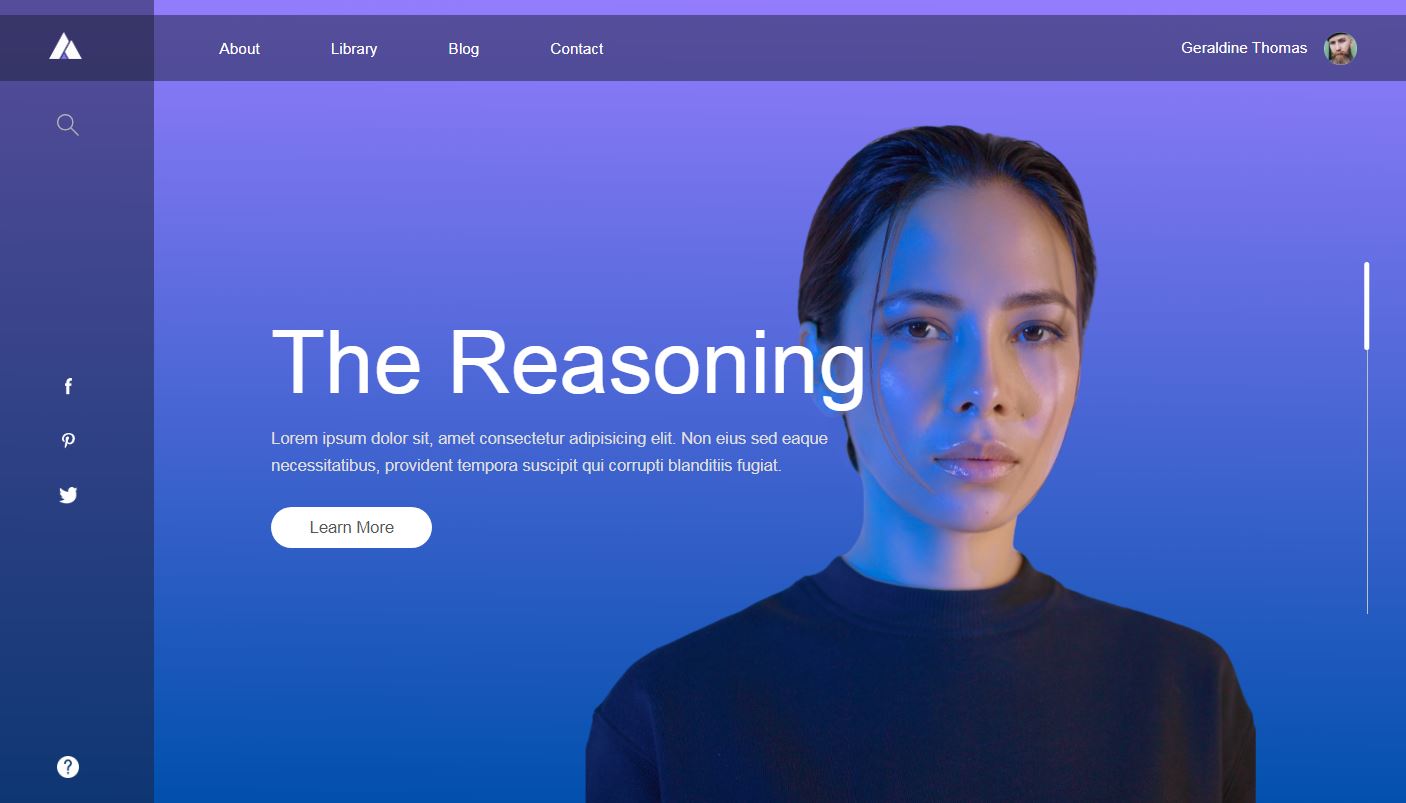 About Library Blog Contact Geraldine Thomas
The Reasoning
Lorem ipsum dolor sit, amet consectetur adipisicing elit. Non eius sed eaque
necessitatibus, provident tempora suscipit qui corrupti blanditiis fugiat.
Learn More